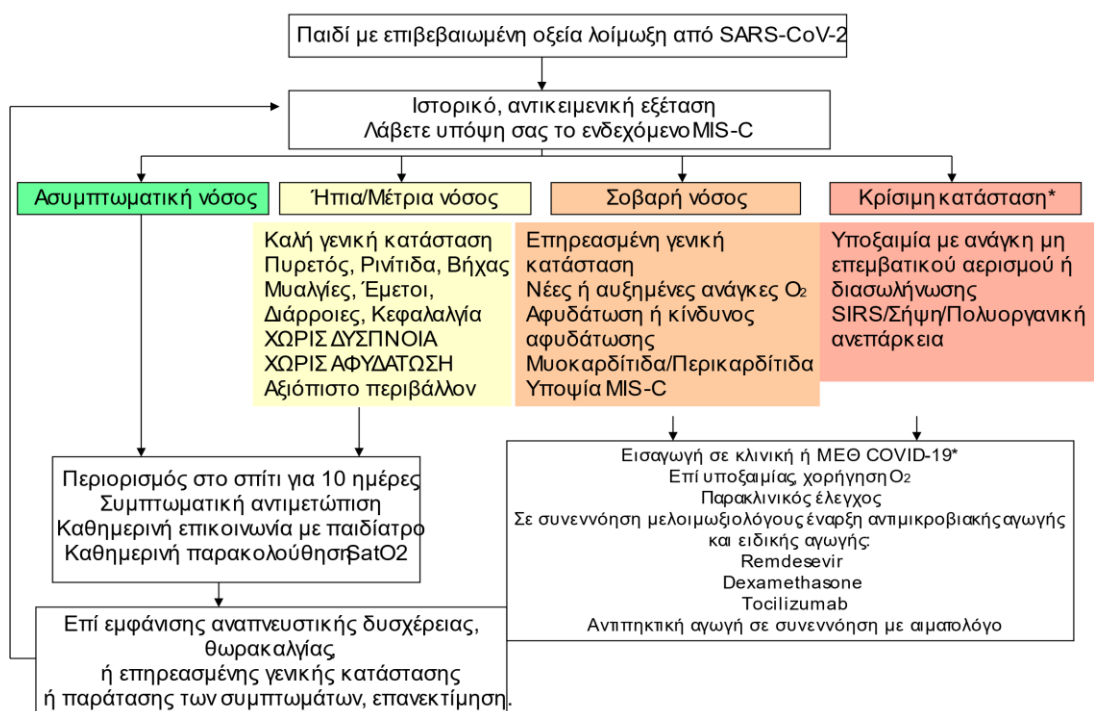 Παιδί με επιβεβαιωμένη οξεία λοίμωξη από SARS-CoV-2
Ιστορικό, αντικειμενική εξέταση
Λάβετε υπόψη σας το ενδεχόμενο MIS-C
Ασυμπτωματική νόσος
Ήπια/Μέτρια νόσος
Σοβαρή νόσος
Κρίσιμη κατάσταση*
Καλή γενική κατάσταση
Πυρετός, Ρινίτιδα, Βήχας
Μυαλγίες, Έμετοι,
Διάρροιες, Κεφαλαλγία
ΧΩΡΙΣ ΔΥΣΠΝΟΙΑ
ΧΩΡΙΣ ΑΦΥΔΑΤΩΣΗ
Αξιόπιστο περιβάλλον
Επηρεασμένη γενική
κατάσταση
Νέες ή αυξημένες ανάγκες O₂
Αφυδάτωση ή κίνδυνος
αφυδάτωσης
Μυοκαρδίτιδα/Περικαρδίτιδα
Υποψία MIS-C
Υποξαιμία με ανάγκη μη
επεμβατικού αερισμού ή
διασωλήνωσης
SIRS/Σήψη/Πολυοργανική
ανεπάρκεια
Περιορισμός στο σπίτι για 10 ημέρες
Συμπτωματική αντιμετώπιση
Καθημερινή επικοινωνία με παιδίατρο
Καθημερινή παρακολούθηση SatO2
Επί εμφάνισης αναπνευστικής δυσχέρειας,
θωρακαλγίας,
ή επηρεασμένης γενικής κατάστασης
ή παράτασης των συμπτωμάτων, επανεκτίμηση.
Εισαγωγή σε κλινική ή ΜΕΘ COVID-19*
Επί υποξαιμίας, χορήγηση O₂
Παρακλινικός έλεγχος
Σε συνεννόηση με λοιμωξιολόγους, έναρξη αντιμικροβιακής αγωγής
και ειδικής αγωγής:
Remdesevir
Dexamethasone
Tocilizumab
Αντιπηκτική αγωγή σε συνεννόηση με αιματολόγο